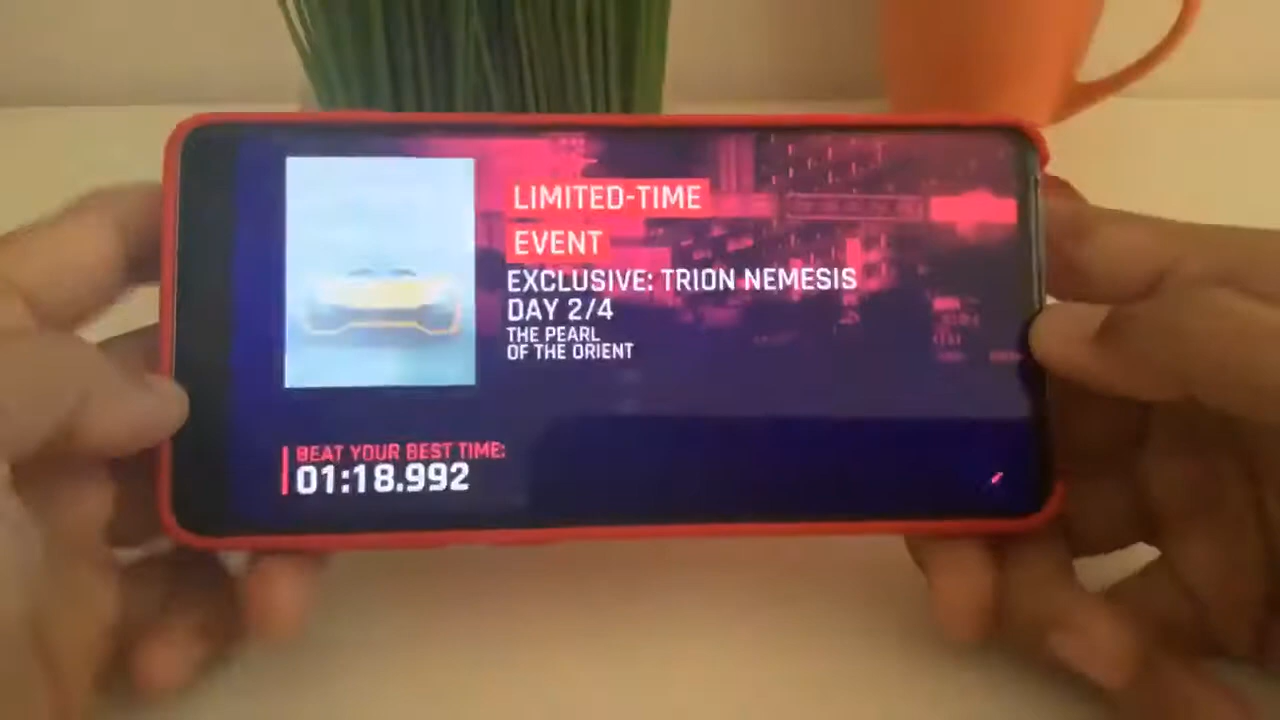 LIMITED-TIME
EVENT
EXCLUSIVE: TRION NEMESIS
DAY 2/4
THE PEARL
OF THE ORIENT
BEAT YOUR BEST TIME:
01:18.992